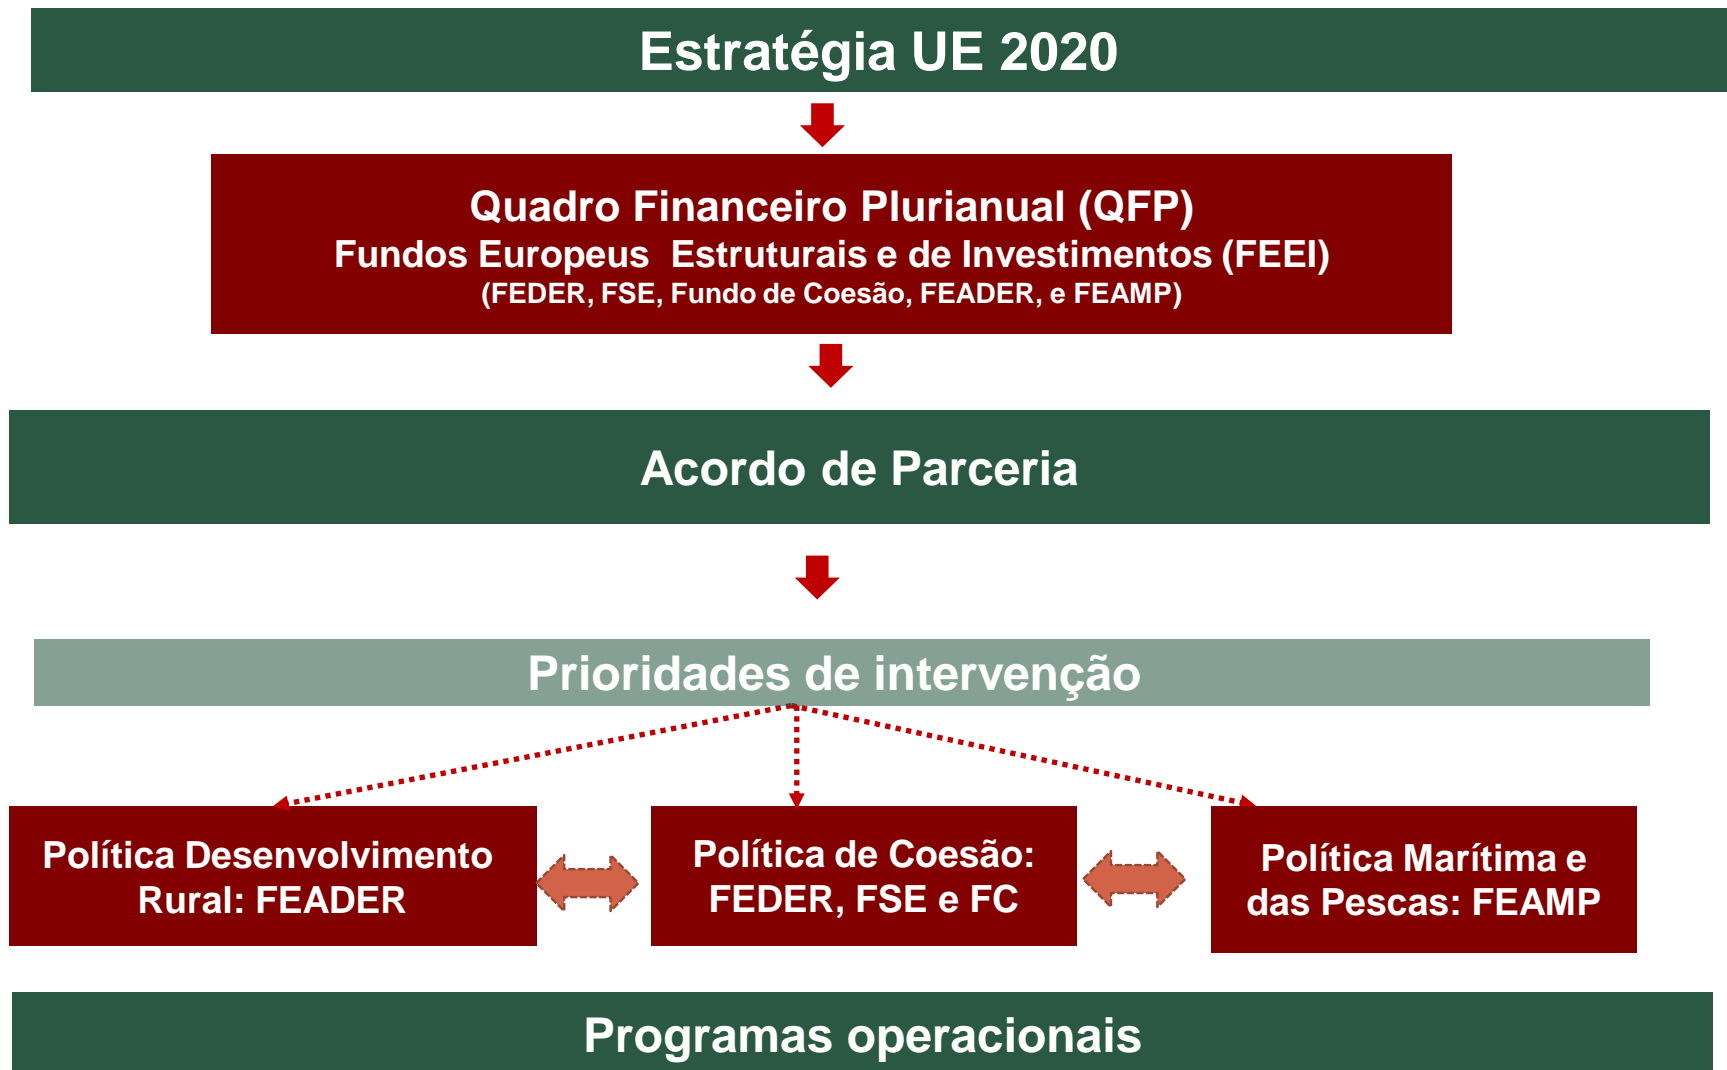 Estratégia UE 2020
Quadro Financeiro Plurianual (QFP)
Fundos Europeus Estruturais e de Investimentos (FEEI)
(FEDER, FSE, Fundo de Coesão, FEADER, e FEAMP)
Acordo de Parceria
Prioridades de intervenção
Política Desenvolvimento
Rural: FEADER
Política de Coesão:
FEDER, FSE e FC
Política Marítima e
das Pescas: FEAMP
Programas operacionais